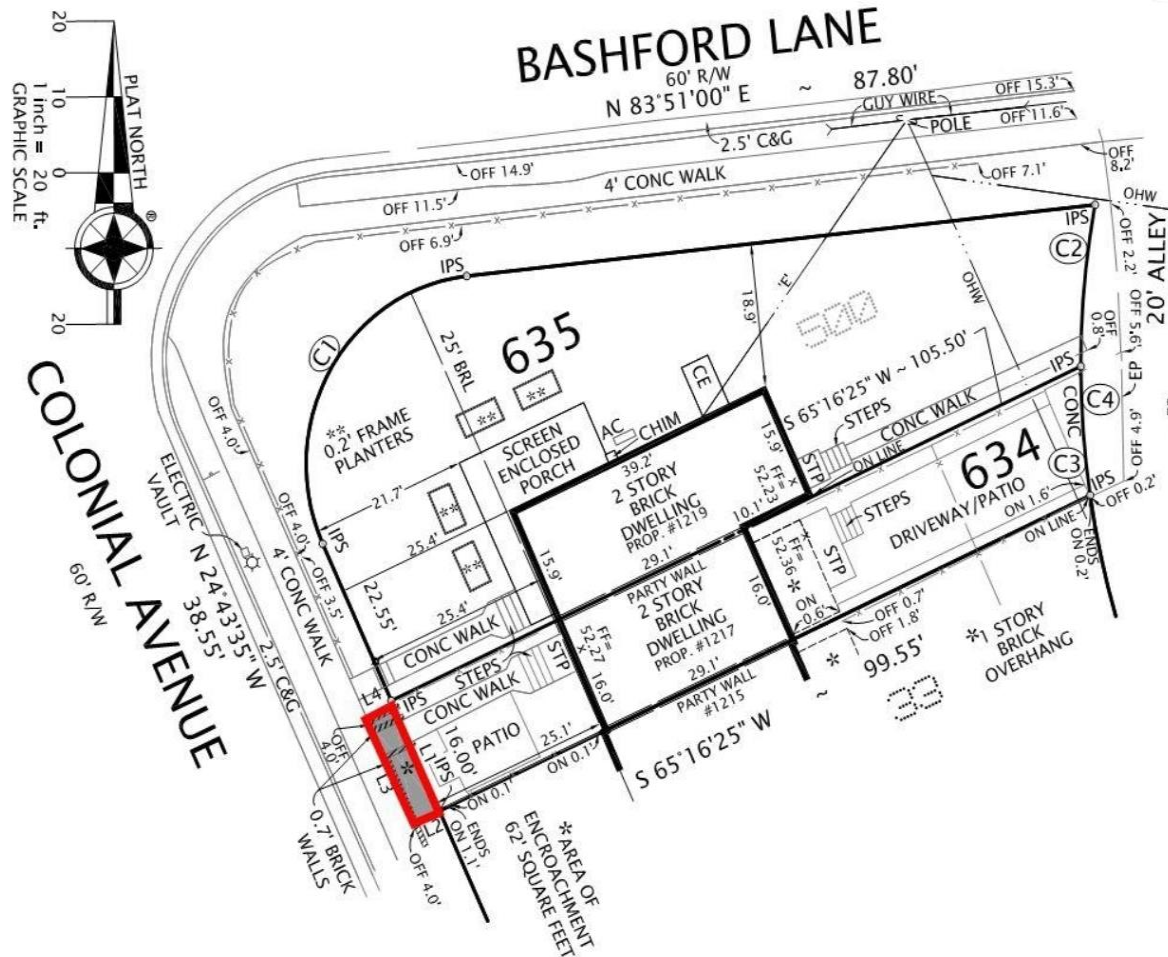 BASHFORD LANE
60' R/W
N 83°51'00" E ~ 87.80'
GUY WIRE
OFF 15.3'
OFF 11.6'
POLE
2.5' C&G
OFF 14.9'
4' CONC WALK
OFF 7.1'
OFF
8.2'
OFF 11.5'
OFF 6.9'
IPS
IPS
OHW
20
10
0
20
PLAT NORTH
1 inch = 20 ft.
GRAPHIC SCALE
®
C1
C2
OFF 2.2'
20' ALLEY
OFF 5.6'
EP
OFF 4.9'
OFF
0.8'
635
25' BRL
18.9'
'E'
OHW
500
**
**
**
0.2' FRAME
PLANTERS
CE
AC
CHIM
SCREEN
ENCLOSED
PORCH
S 65°16'25" W ~ 105.50'
STEPS
CONC WALK
IPS
CONC
C4
C3
IPS
OFF 0.2'
39.2'
15.9'
FF=
52.23
x
STP
ON LINE
634
2 STORY
BRICK
DWELLING
PROP. #1219
10.1'
STEPS
DRIVEWAY/PATIO
ON 1.6'
ON LINE
ENDS
ON 0.2'
COLONIAL AVENUE
60' R/W
ELECTRIC
VAULT
OFF 4.0'
OFF 4.0'
OFF 3.5'
4' CONC WALK
N 24°43'35" W
38.55'
2.5' C&G
21.7'
IPS
**
25.4'
**
22.55'
25.4'
15.9'
29.1'
PARTY WALL
2 STORY
BRICK
DWELLING
PROP. #1217
29.1'
PARTY WALL
#1215
FF=
52.36
*
*
STP
16.0'
ON
0.6'
OFF 0.7'
OFF 1.8'
*
*1 STORY
BRICK
OVERHANG
CONC WALK
STEPS
CONC WALK
STP
FF=
52.27
x
16.0'
S 65°16'25" W ~ 99.55'
33
L4
IPS
OFF
4.0'
L1
IPS
16.00'
PATIO
25.1'
ON 0.1'
ON 0.1'
*
L3
L2
ENDS
ON 1.1'
OFF 4.0'
0.7' BRICK
WALLS
*AREA OF
ENCROACHMENT
62' SQUARE FEET